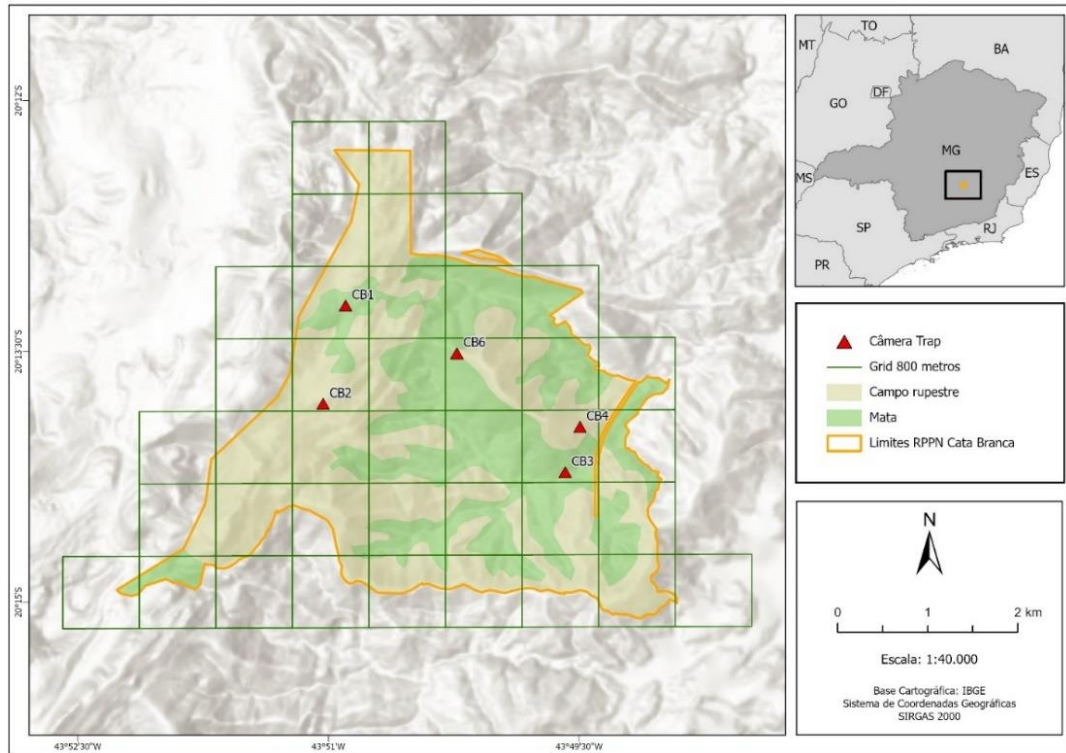 20°12'S
20°13'30"S
20°15'S
43°52'30"W
43°51'W
43°49'30"W
CB1
CB6
CB2
CB4
CB3
TO
MT
BA
DF
GO
MG
MS
ES
SP
RJ
PR
Câmera Trap
Grid 800 metros
Campo rupestre
Mata
Limites RPPN Cata Branca
N
0 1 2 km
Escala: 1:40.000
Base Cartográfica: IBGE
Sistema de Coordenadas Geográficas
SIRGAS 2000